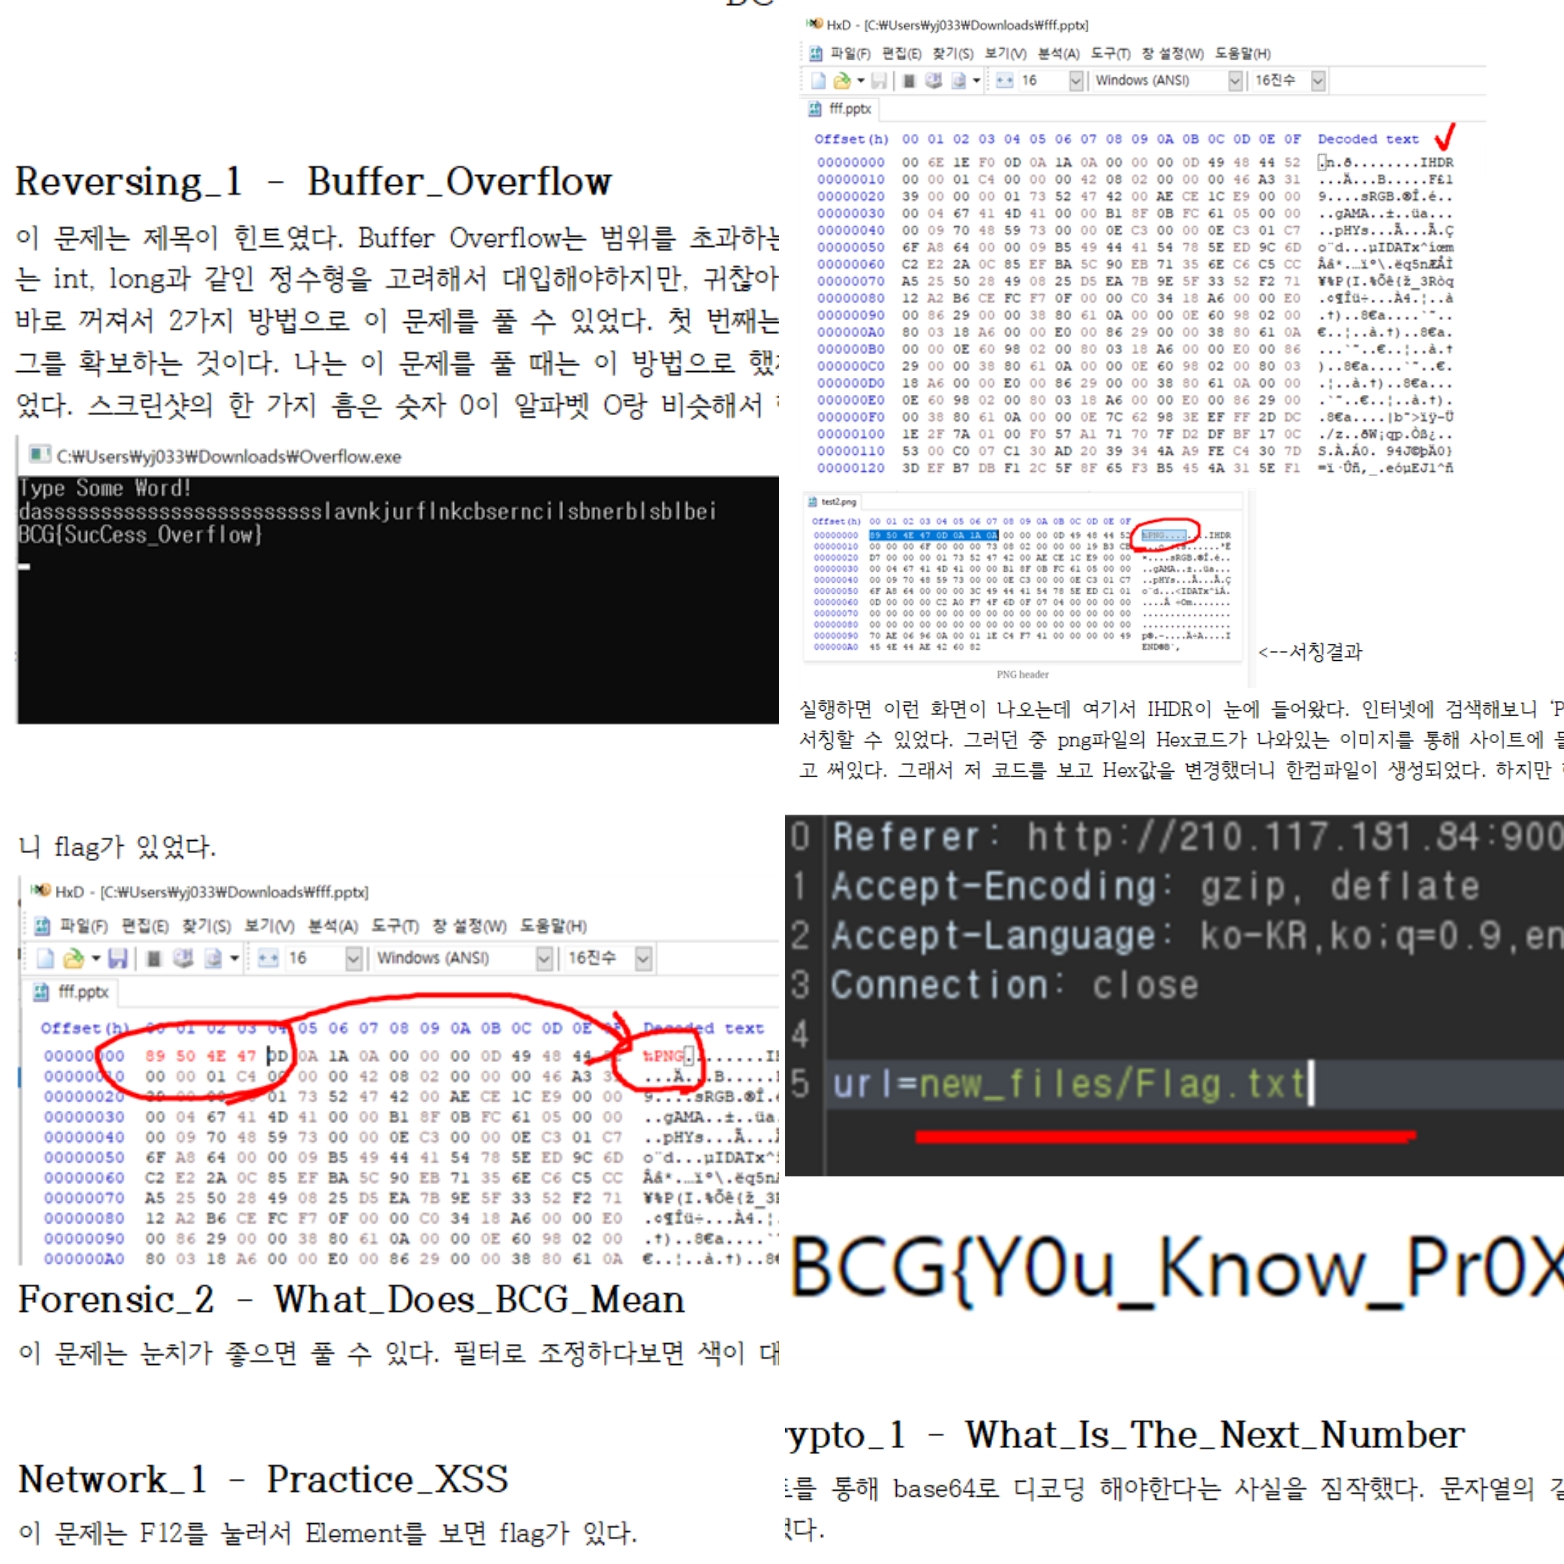 Reversing_1 - Buffer_Overflow
이 문제는 제목이 힌트였다. Buffer Overflow는 범위를 초과하는
는 int, long과 같인 정수형을 고려해서 대입해야하지만, 귀찮아
바로 꺼져서 2가지 방법으로 이 문제를 풀 수 있었다. 첫 번째는
그를 확보하는 것이다. 나는 이 문제를 풀 때는 이 방법으로
었다. 스크린샷의 한 가지 흠은 숫자 0이 알파벳 O랑 비슷해서
C:₩Users₩yj033₩Downloads₩Overflow.exe
Type Some Word!
BCG{SucCess_Overflow}
니 flag가 있었다.
HxD - [C:₩Users₩yj033₩Downloads₩fff.pptx]
파일(F) 편집(E) 찾기(S) 보기(V) 분석(A) 도구(T) 창 설정(W) 도움말(H)
16 Windows (ANSI) 16진수
fff.pptx
Offset(h) 00 01 02 03 04 05 06 07 08 09 0A 0B 0C 0D 0E Decoded text
00000000 89 50 4E 47 0D 0A 1A 0A 00 00 00 0D 49 48 44
00000010 00 00 01 C4 00 00 00 42 08 02 00 00 00 46 A3
00000020 01 73 52 47 42 00 AE CE 1C E9 00 00
00000030 00 04 67 41 4D 41 00 00 B1 8F 0B FC 61 05 00 00
00000040 00 09 70 48 59 73 00 00 0E C3 00 00 0E C3 01 C7
00000050 6F A8 64 00 00 09 B5 49 44 41 54 78 5E ED 9C 6D
00000060 C2 E2 2A 0C 85 EF BA 5C 90 EB 71 35 6E C6 C5 CC
00000070 A5 25 50 28 49 08 25 D5 EA 7B 9E 5F 33 52 F2 71
00000080 12 A2 B6 CE FC F7 0F 00 00 C0 34 18 A6 00 00 E0
00000090 00 86 29 00 00 38 80 61 0A 00 00 0E 60 98 02 00
000000A0 80 03 18 A6 00 00 E0 00 86 29 00 00 38 80 61 0A
Forensic_2 - What_Does_BCG_Mean
이 문제는 눈치가 좋으면 풀 수 있다. 필터로 조정하다보면 색이 대
Network_1 - Practice_XSS
이 문제는 F12를 눌러서 Element를 보면 flag가 있다.
HxD - [C:₩Users₩yj033₩Downloads₩fff.pptx]
파일(F) 편집(E) 찾기(S) 보기(V) 분석(A) 도구(T) 창 설정(W) 도움말(H)
16 Windows (ANSI) 16진수
fff.pptx
Offset(h) 00 01 02 03 04 05 06 07 08 09 0A 0B 0C 0D 0E 0F Decoded text
00000000 00 6E 1E F0 0D 0A 1A 0A 00 00 00 0D 49 48 44 52 .n.ð........IHDR
00000010 00 00 01 C4 00 00 00 42 08 02 00 00 00 46 A3 31 ...Ä...B.....F£1
00000020 39 00 00 00 01 73 52 47 42 00 AE CE 1C E9 00 00 9....sRGB.®Î.é..
00000030 00 04 67 41 4D 41 00 00 B1 8F 0B FC 61 05 00 00 ..gAMA..±..üa...
00000040 00 09 70 48 59 73 00 00 0E C3 00 00 0E C3 01 C7 ..pHYs...Ã...Ã.Ç
00000050 6F A8 64 00 00 09 B5 49 44 41 54 78 5E ED 9C 6D o¨d...µIDATx^íœm
00000060 C2 E2 2A 0C 85 EF BA 5C 90 EB 71 35 6E C6 C5 CC Ââ*.…ïº\.ëq5nÆÅÌ
00000070 A5 25 50 28 49 08 25 D5 EA 7B 9E 5F 33 52 F2 71 ¥%P(I.%Õê{ž_3Ròq
00000080 12 A2 B6 CE FC F7 0F 00 00 C0 34 18 A6 00 00 E0 .¢¶Îü÷...À4.¦..à
00000090 00 86 29 00 00 38 80 61 0A 00 00 0E 60 98 02 00 .†)..8€a....`˜..
000000A0 80 03 18 A6 00 00 E0 00 86 29 00 00 38 80 61 0A €..¦..à.†)..8€a.
000000B0 00 00 0E 60 98 02 00 80 03 18 A6 00 00 E0 00 86 ...`˜..€..¦..à.†
000000C0 29 00 00 38 80 61 0A 00 00 0E 60 98 02 00 80 03 )..8€a....`˜..€.
000000D0 18 A6 00 00 E0 00 86 29 00 00 38 80 61 0A 00 00 .¦..à.†)..8€a...
000000E0 0E 60 98 02 00 80 03 18 A6 00 00 E0 00 86 29 00 .`˜..€..¦..à.†).
000000F0 00 38 80 61 0A 00 00 0E 7C 62 98 3E EF FF 2D DC .8€a....|b˜>ïÿ-Ü
00000100 1E 2F 7A 01 00 F0 57 A1 71 70 7F D2 DF BF 17 0C ./z..ðW¡qp.Òß¿..
00000110 53 00 C0 07 C1 30 AD 20 39 34 4A A9 FE C4 30 7D
00000120 3D EF B7 DB F1 2C 5F 8F 65 F3 B5 45 4A 31 5E F1 =ï·Ûñ,_.eóµEJ1^ñ
test2.png
Offset(h) 00 01 02 03 04 05 06 07 08 09 0A 0B 0C 0D 0E 0F
00000000 89 50 4E 47 0D 0A 1A 0A 00 00 00 0D 49 48 44 52
<--서칭결과
PNG header
실행하면 이런 화면이 나오는데 여기서 IHDR이 눈에 들어왔다. 인터넷에 검색해보니 'P
서칭할 수 있었다. 그러던 중 png파일의 Hex코드가 나와있는 이미지를 통해 사이트에
고 써있다. 그래서 저 코드를 보고 Hex값을 변경했더니 한컴파일이 생성되었다. 하지만
0 Referer: http://210.117.181.84:900
1 Accept-Encoding: gzip, deflate
2 Accept-Language: ko-KR,ko;q=0.9,en
3 Connection: close
4
5 url=new_files/Flag.txt
BCG{Y0u_Know_Pr0X
rypto_1 - What_Is_The_Next_Number
를 통해 base64로 디코딩 해야한다는 사실을 짐작했다. 문자열의 길